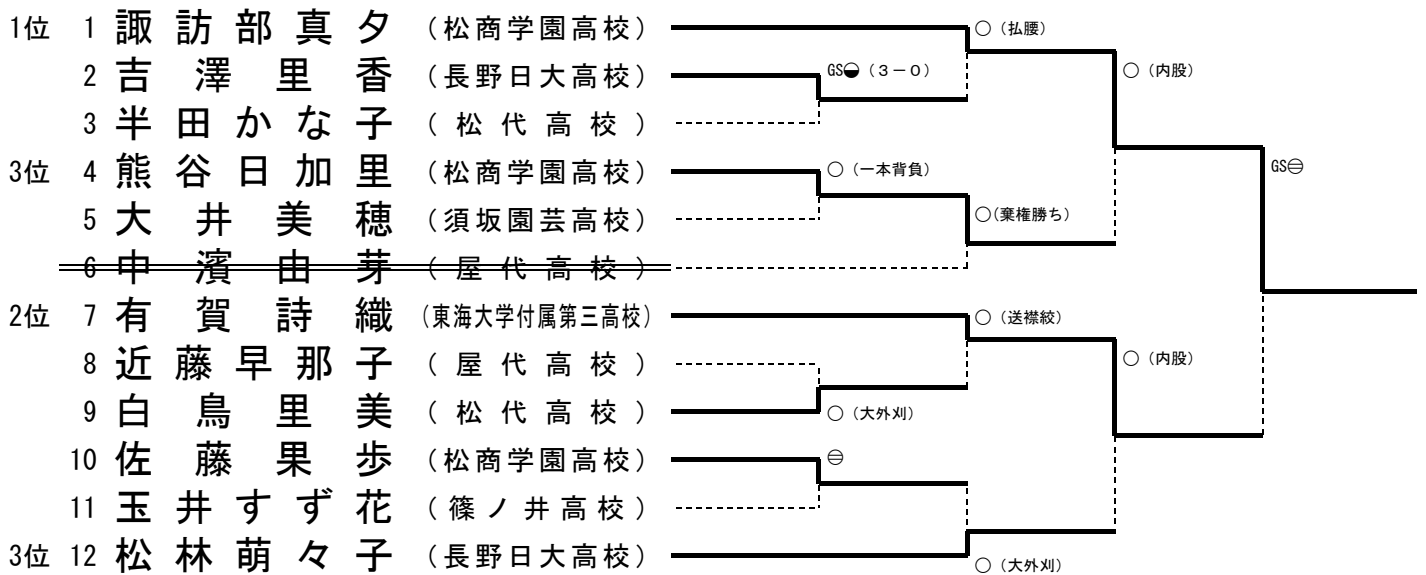 1位 1 諏訪部真夕 (松商学園高校) ○(払腰)
2 吉澤里香 (長野日大高校) GS◒(3-0) ○(内股)
3 半田かな子 (松代高校)
3位 4 熊谷日加里 (松商学園高校) ○(一本背負) GS⊖
5 大井美穂 (須坂園芸高校) ○(棄権勝ち)
6 中濱由芽 (屋代高校)
2位 7 有賀詩織 (東海大学付属第三高校) ○(送襟絞)
8 近藤早那子 (屋代高校) ○(内股)
9 白鳥里美 (松代高校) ○(大外刈)
10 佐藤果歩 (松商学園高校) ⊖
11 玉井すず花 (篠ノ井高校)
3位 12 松林萌々子 (長野日大高校) ○(大外刈)